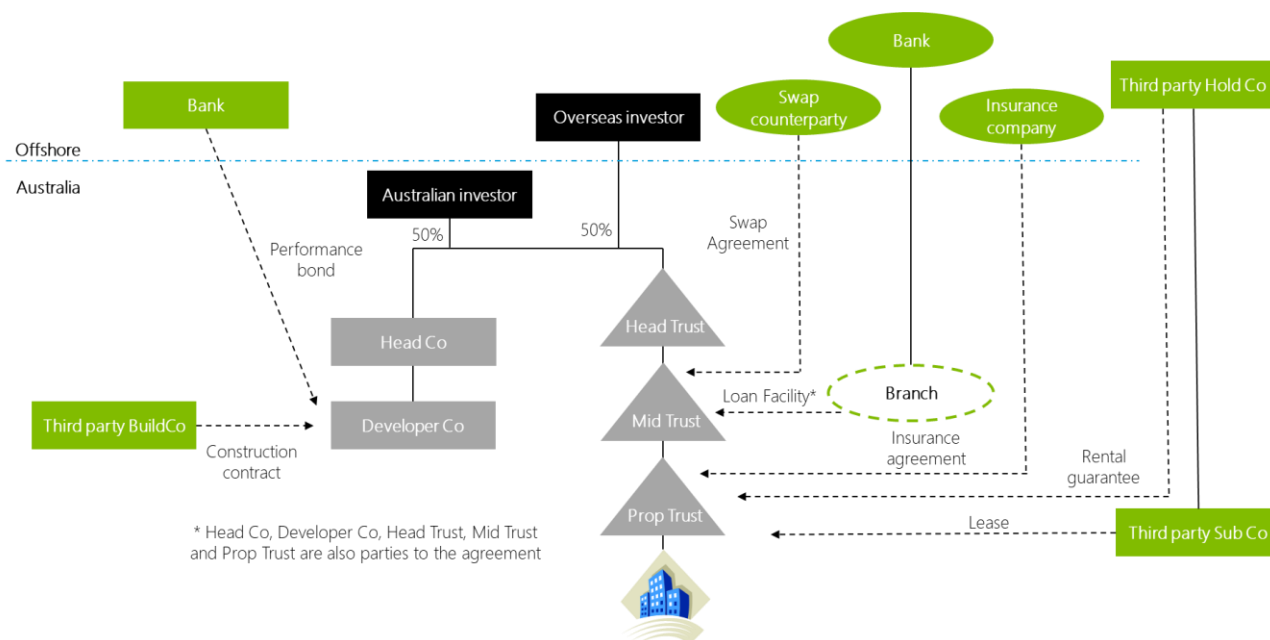 Bank
Bank
Third party Hold Co
Swap
counterparty
Insurance
company
Overseas investor
Offshore
Australia
Australian investor
50%
50%
Swap
Agreement
Performance
bond
Head Trust
Head Co
Loan Facility*
Branch
Mid Trust
Third party BuildCo
Developer Co
Construction
contract
Insurance
agreement
Rental
guarantee
Prop Trust
Lease
Third party Sub Co
* Head Co, Developer Co, Head Trust, Mid Trust
and Prop Trust are also parties to the agreement